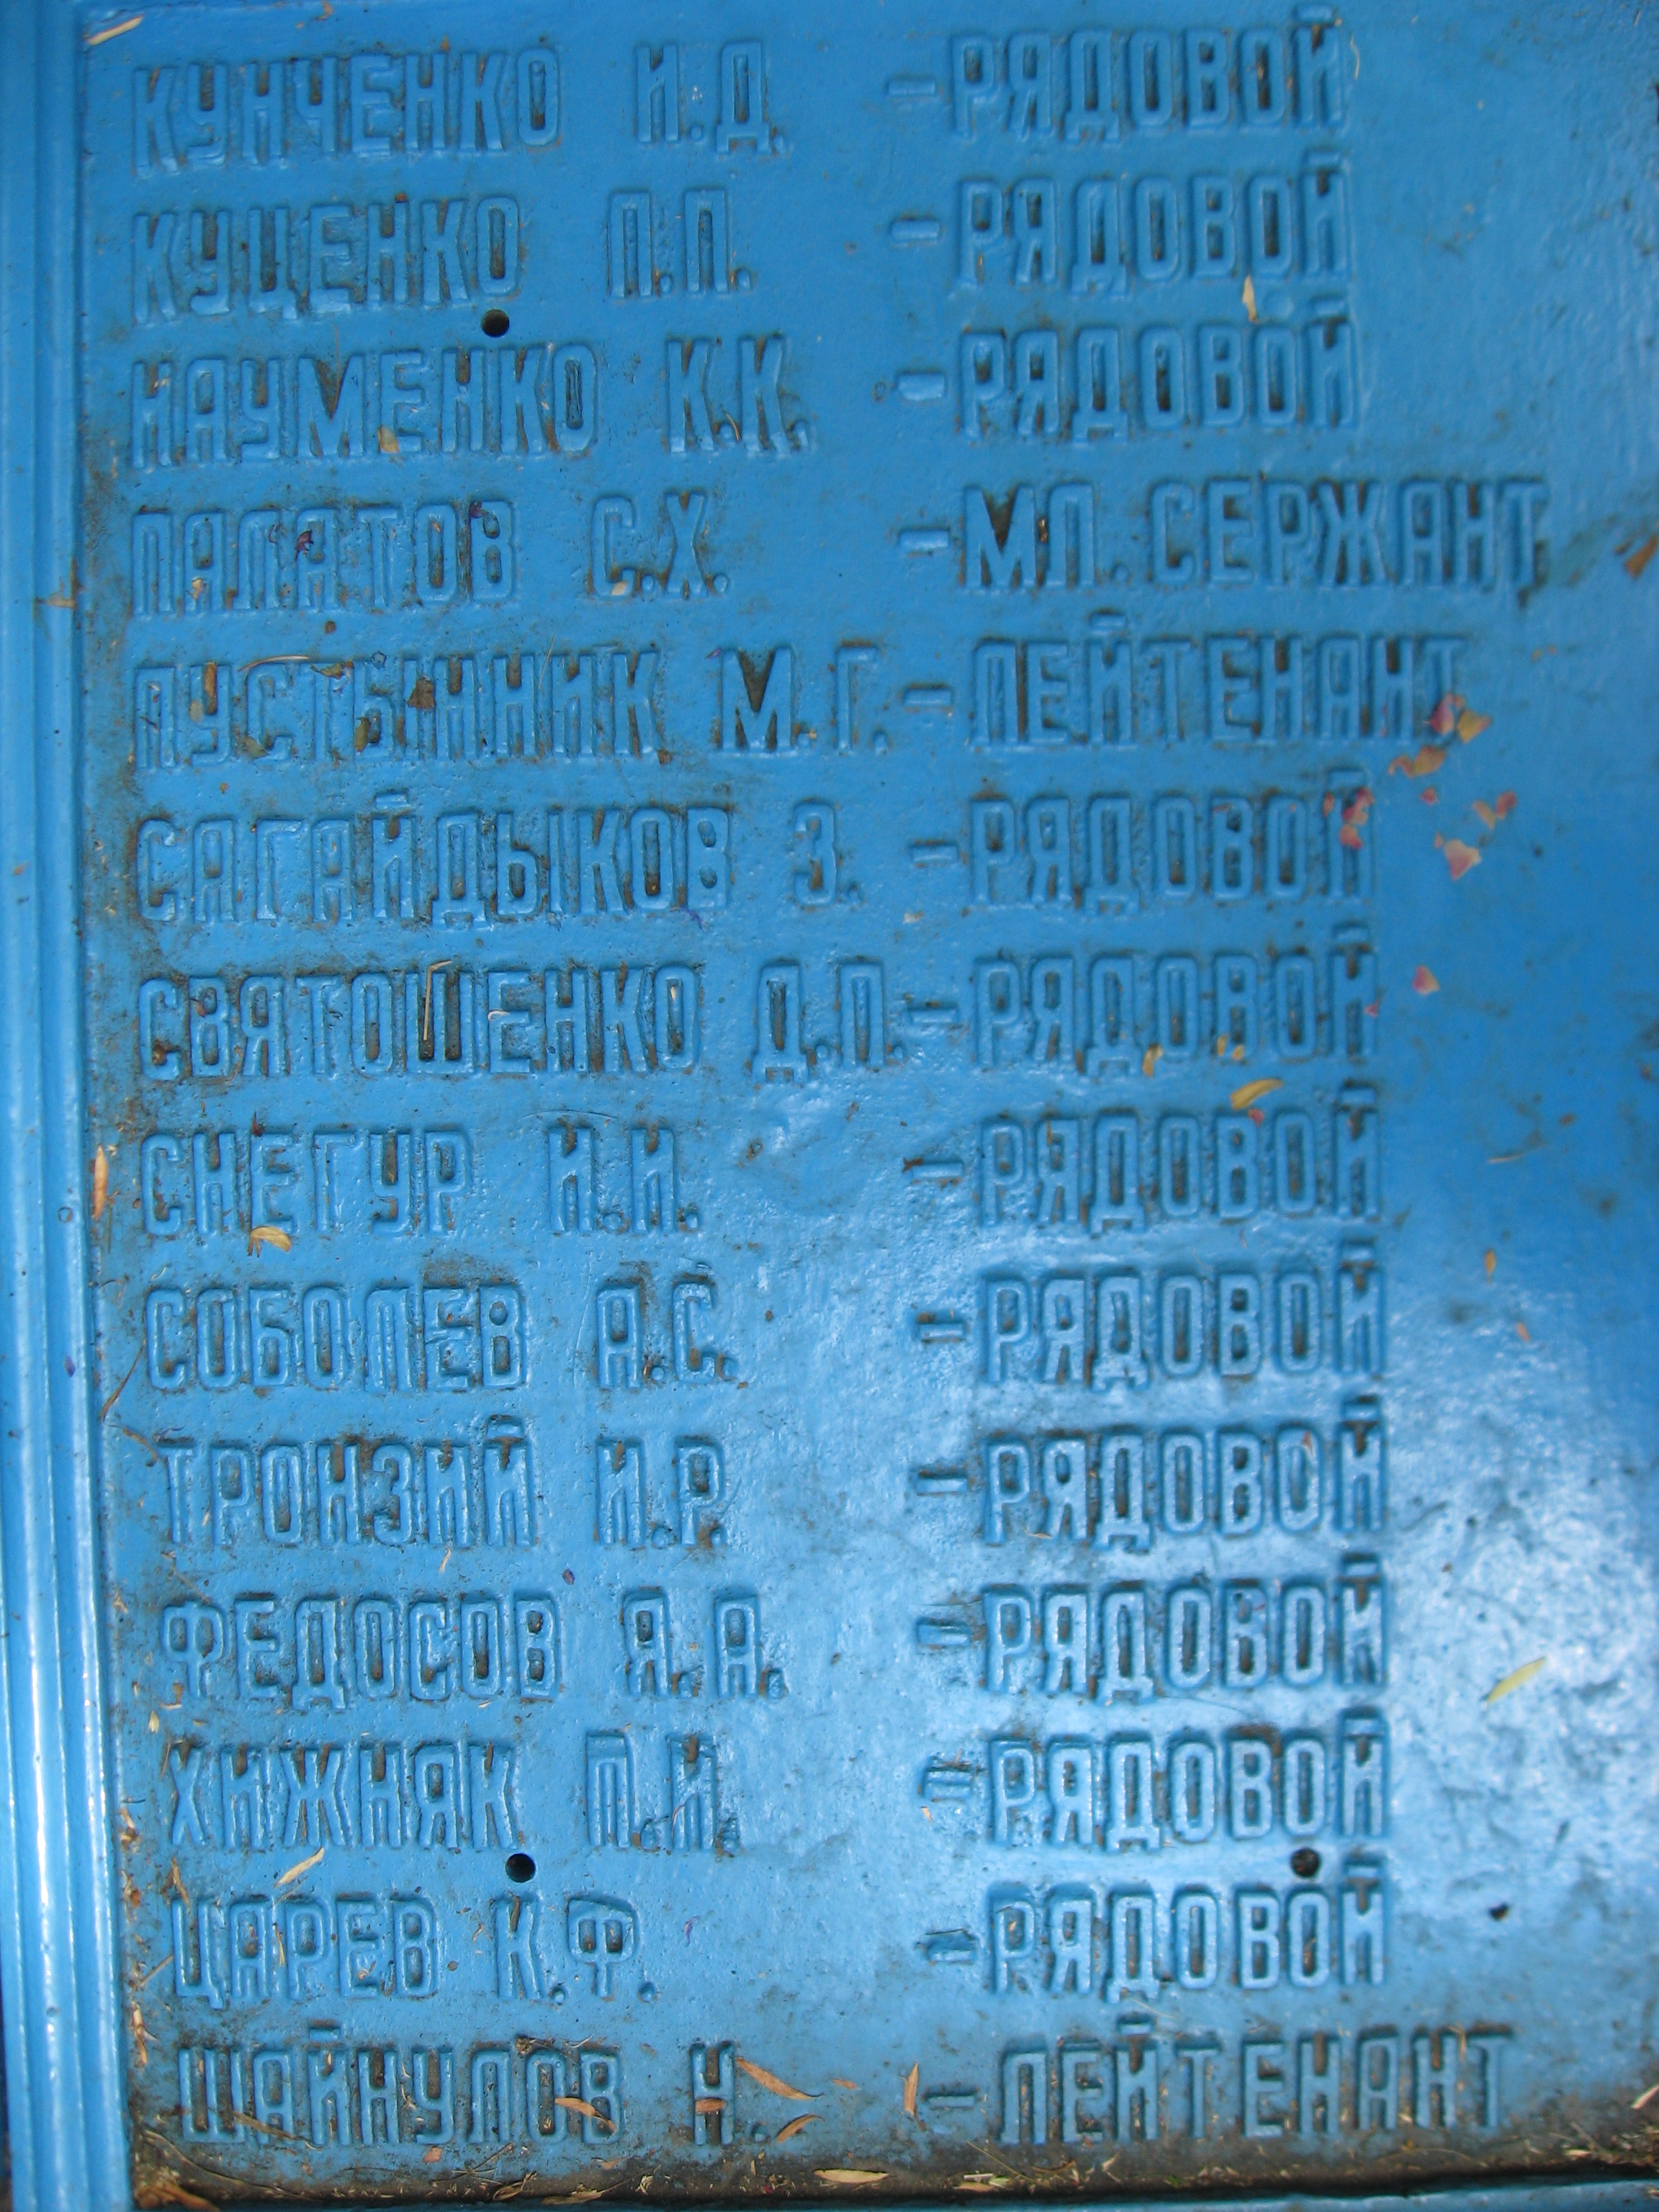 КУНЧЕНКО И.Д. -РЯДОВОЙ
КУЦЕНКО П.П. -РЯДОВОЙ
НАУМЕНКО К.К. -РЯДОВОЙ
ПАЛАТОВ С.Х. -МЛ.СЕРЖАНТ
ПУСТЫННИК М.Г.-ЛЕЙТЕНАНТ
САГАЙДЫКОВ З. -РЯДОВОЙ
СВЯТОШЕНКО Д.П.-РЯДОВОЙ
СНЕГУР И.И. -РЯДОВОЙ
СОБОЛЕВ А.С. -РЯДОВОЙ
ТРОНЗИЙ И.Р. -РЯДОВОЙ
ФЕДОСОВ Я.А. -РЯДОВОЙ
ХИЖНЯК П.И. -РЯДОВОЙ
ЦАРЕВ К.Ф. -РЯДОВОЙ
ШАЙНУЛОВ Н. -ЛЕЙТЕНАНТ